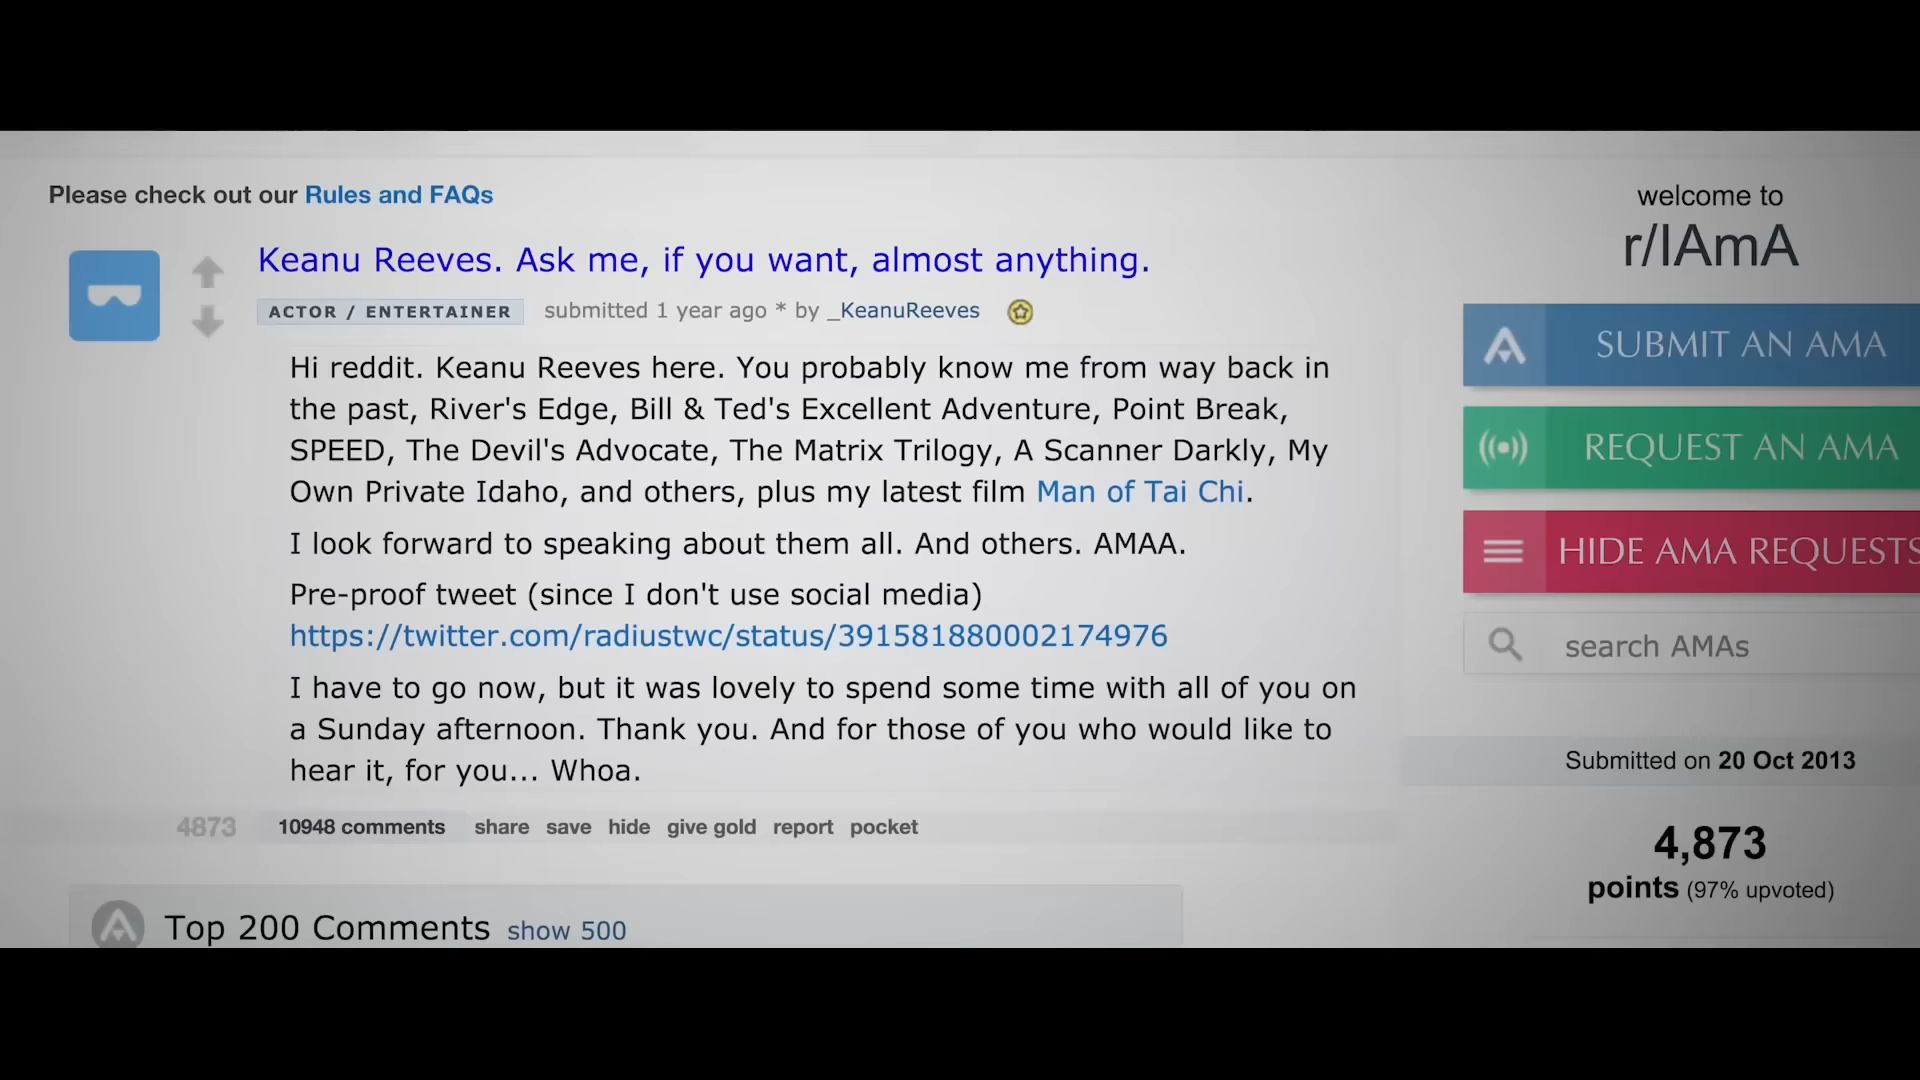 Please check out our Rules and FAQs
Keanu Reeves. Ask me, if you want, almost anything.
ACTOR / ENTERTAINER submitted 1 year ago * by _KeanuReeves
Hi reddit. Keanu Reeves here. You probably know me from way back in
the past, River's Edge, Bill & Ted's Excellent Adventure, Point Break,
SPEED, The Devil's Advocate, The Matrix Trilogy, A Scanner Darkly, My
Own Private Idaho, and others, plus my latest film Man of Tai Chi.
I look forward to speaking about them all. And others. AMAA.
Pre-proof tweet (since I don't use social media)
https://twitter.com/radiustwc/status/391581880002174976
I have to go now, but it was lovely to spend some time with all of you on
a Sunday afternoon. Thank you. And for those of you who would like to
hear it, for you... Whoa.
4873 10948 comments share save hide give gold report pocket
Top 200 Comments show 500
welcome to
r/IAmA
SUBMIT AN AMA
REQUEST AN AMA
HIDE AMA REQUESTS
search AMAs
Submitted on 20 Oct 2013
4,873
points (97% upvoted)